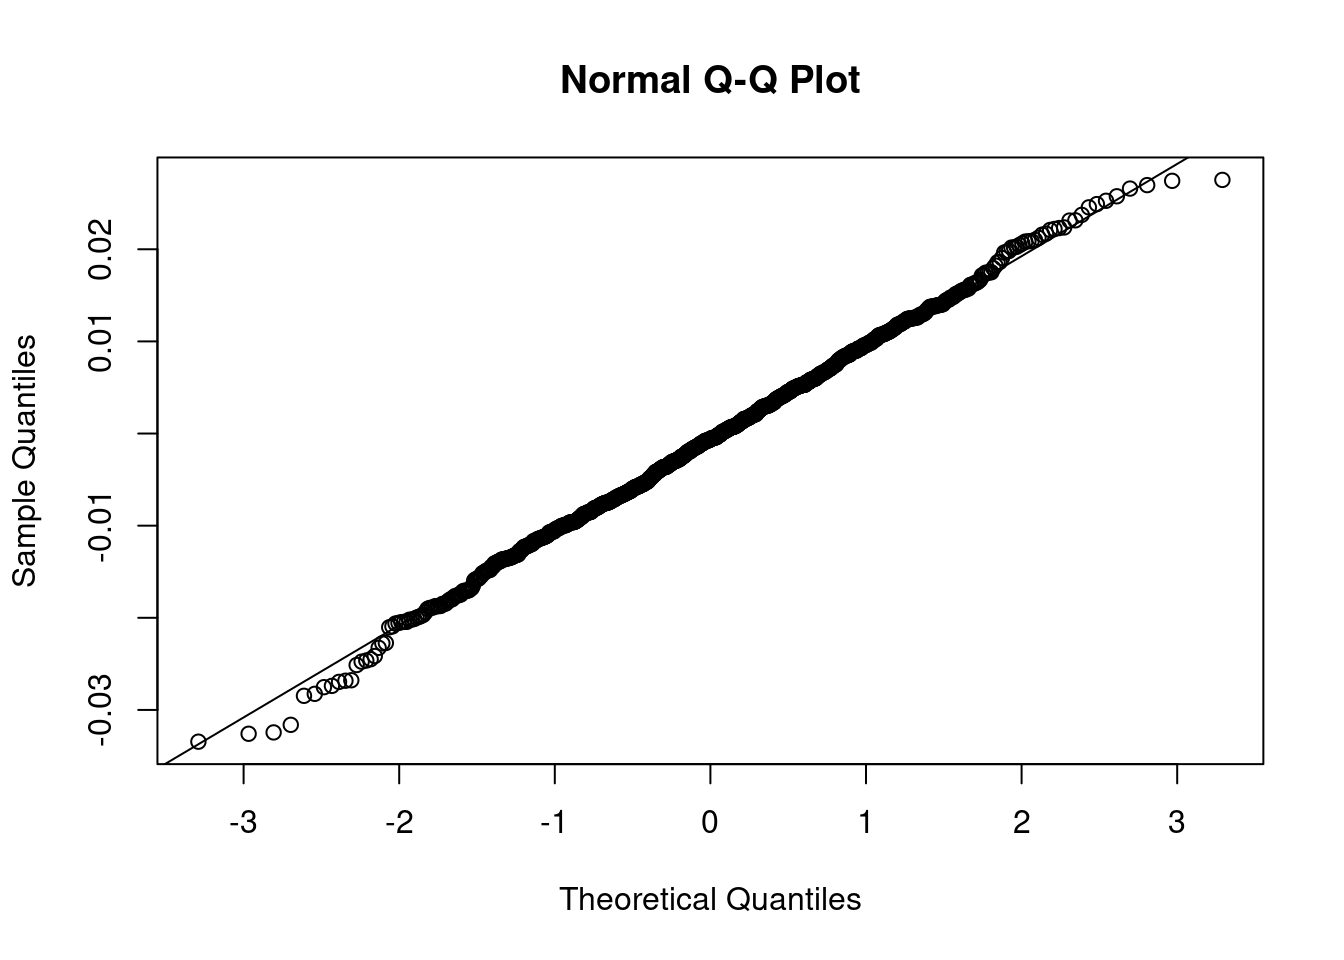 Normal Q-Q Plot
Sample Quantiles
0.02
0.01
-0.01
-0.03
-3 -2 -1 0 1 2 3
Theoretical Quantiles